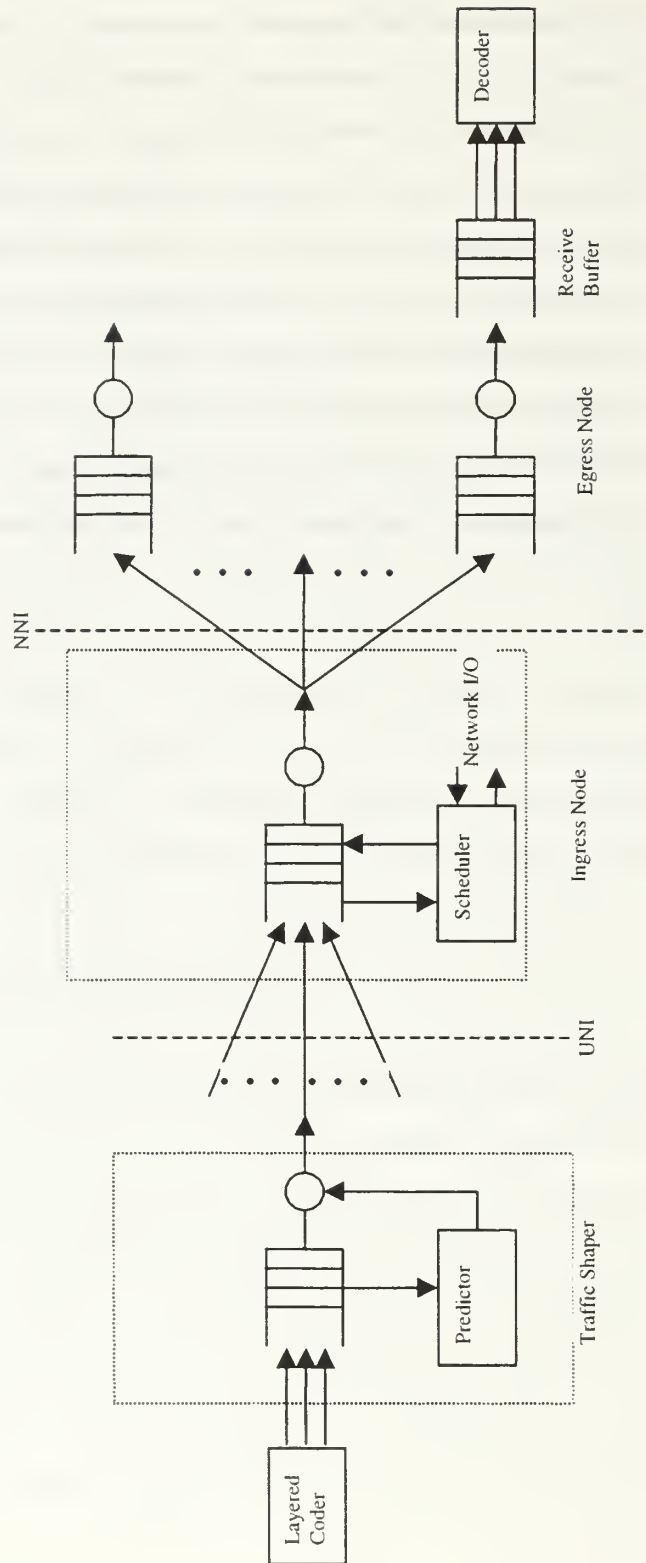 Layered
Coder
Predictor
Traffic Shaper
UNI
Scheduler
Network I/O
Ingress Node
NNI
Egress Node
Receive
Buffer
Decoder